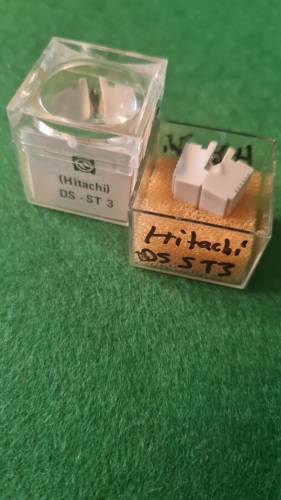 (Hitachi)
DS - ST 3
Hitachi
DS ST3